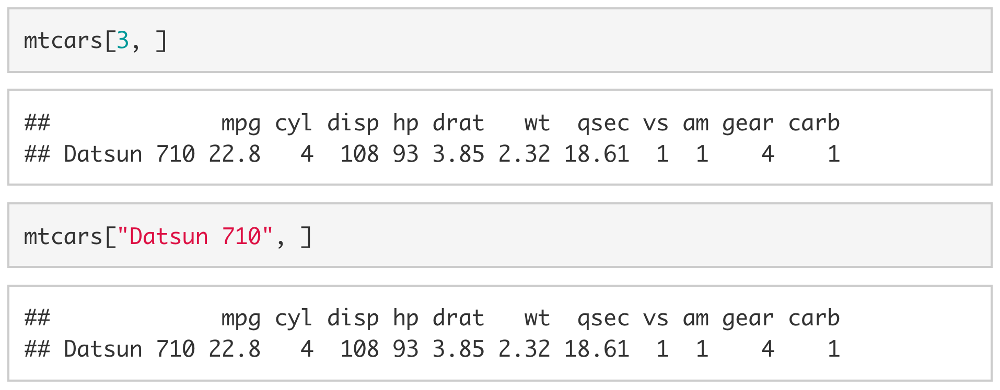 mtcars[3, ]
##             mpg cyl disp hp drat   wt  qsec vs am gear carb
## Datsun 710 22.8   4  108 93 3.85 2.32 18.61  1  1    4    1
mtcars["Datsun 710", ]
##             mpg cyl disp hp drat   wt  qsec vs am gear carb
## Datsun 710 22.8   4  108 93 3.85 2.32 18.61  1  1    4    1